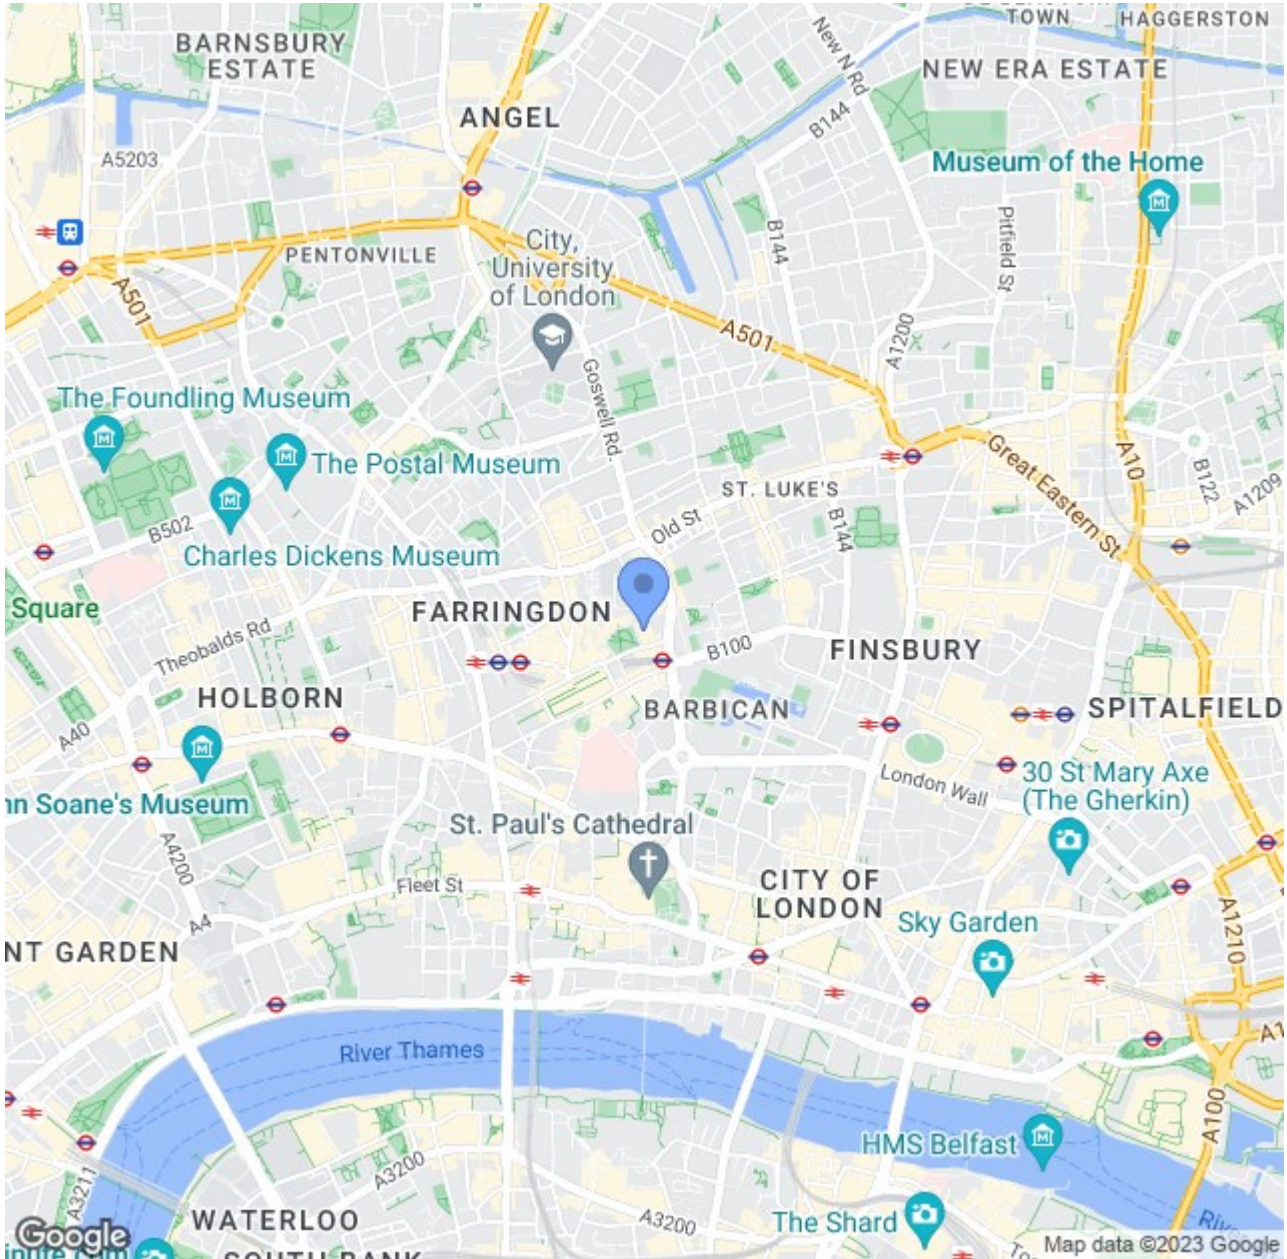 TOWN
HAGGERSTON
BARNSBURY
ESTATE
New N Rd
NEW ERA ESTATE
ANGEL
B144
A5203
Museum of the Home
B144
Pitfield St
PENTONVILLE
City,
University
of London
A501
A501
A1200
The Foundling Museum
Goswell Rd.
The Postal Museum
Great Eastern St
A10
B122
A1209
ST. LUKE'S
B502
Old St
B144
Charles Dickens Museum
Square
FARRINGDON
Theobalds Rd
B100
FINSBURY
HOLBORN
BARBICAN
SPITALFIELD
A40
London Wall
30 St Mary Axe
(The Gherkin)
nn Soane's Museum
St. Paul's Cathedral
A4200
Fleet St
CITY OF
LONDON
A4
Sky Garden
A1210
NT GARDEN
River Thames
A1
A100
HMS Belfast
A3200
A3211
WATERLOO
The Shard
A3200
Google
Map data ©2023 Google